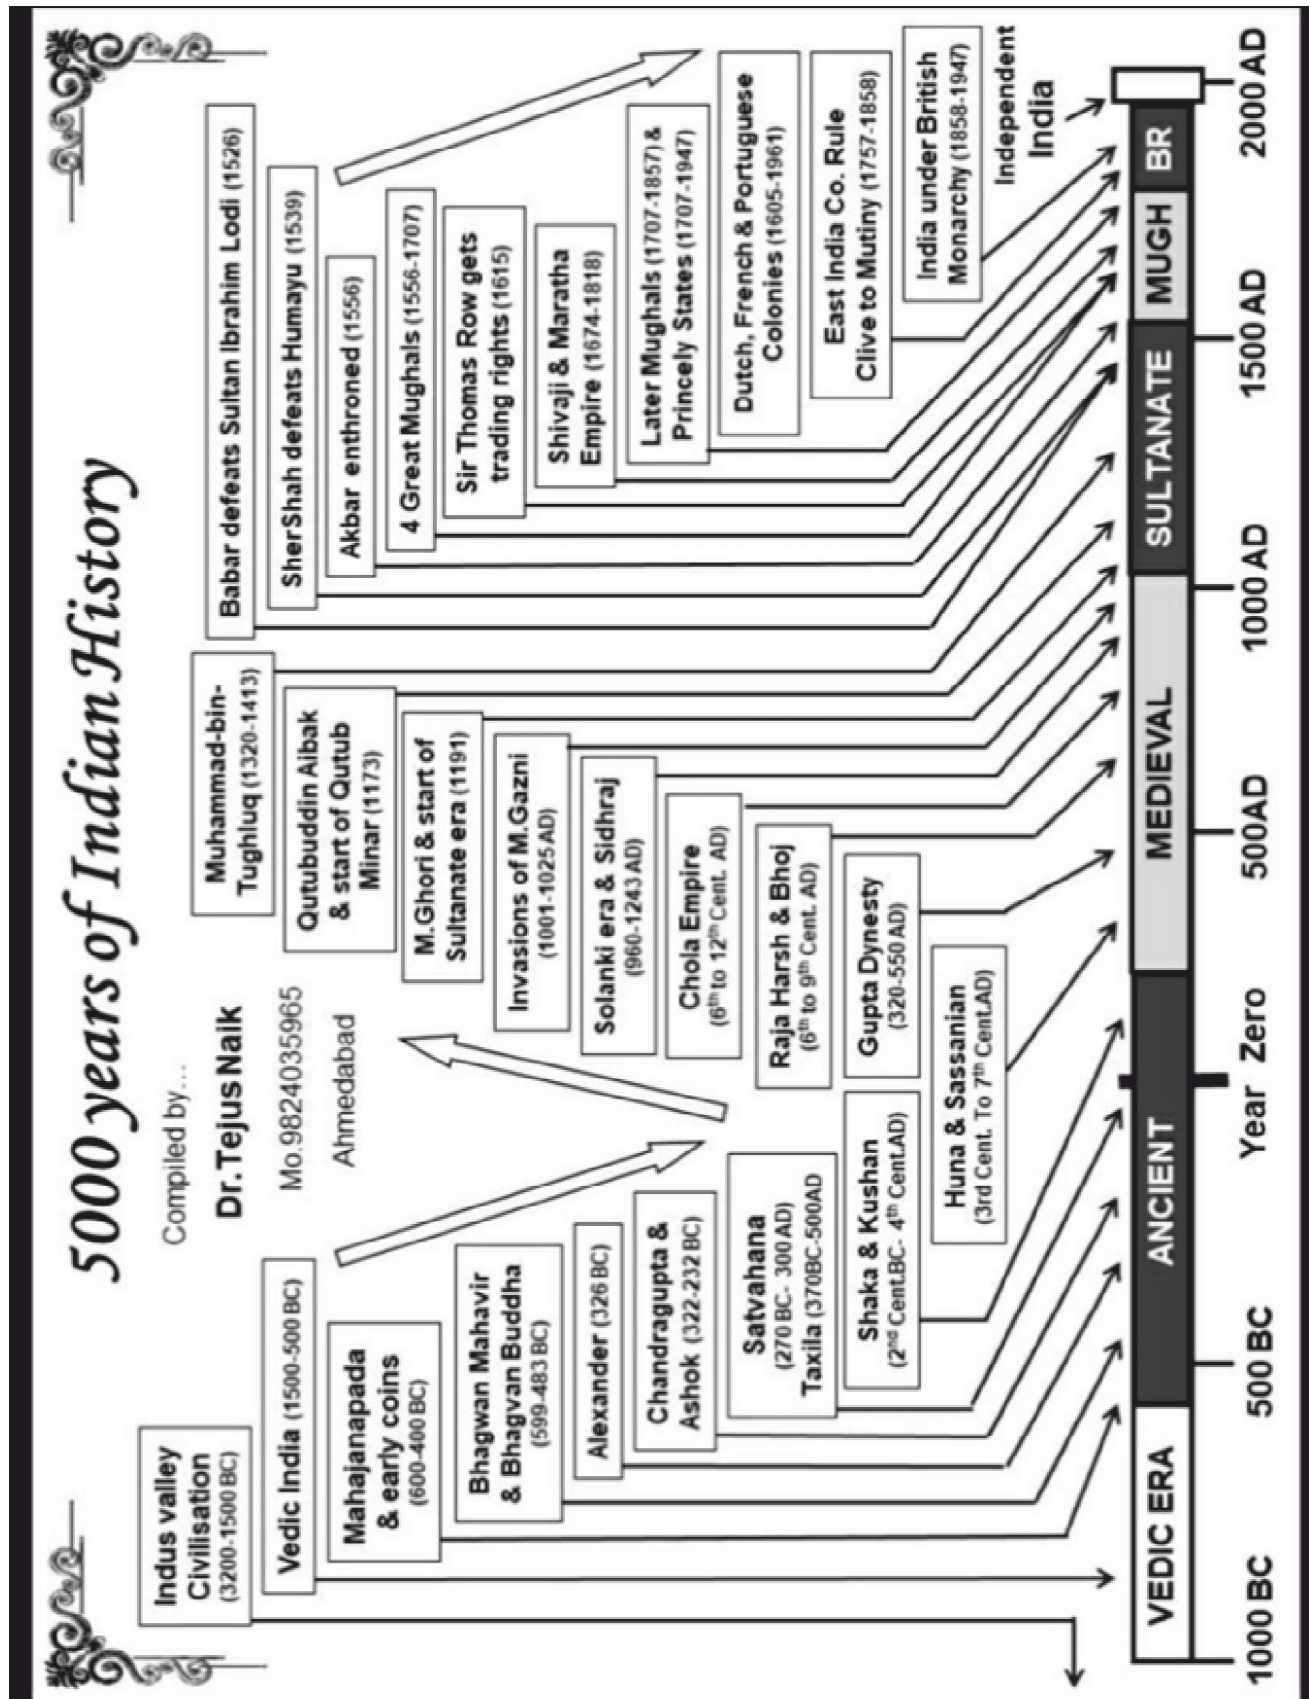 5000 years of Indian History
Compiled by...
Dr. Tejus Naik
Mo.9824035965
Ahmedabad
Indus valley
Civilisation
(3200-1500 BC)
Vedic India (1500-500 BC)
Mahajanapada
& early coins
(600-400 BC)
Bhagwan Mahavir
& Bhagvan Buddha
(599-483 BC)
Alexander (326 BC)
Chandragupta &
Ashok (322-232 BC)
Satvahana
(270 BC- 300 AD)
Taxila (370BC-500AD
Shaka & Kushan
(2nd Cent.BC- 4th Cent.AD)
Huna & Sassanian
(3rd Cent. To 7th Cent.AD)
Gupta Dynesty
(320-550 AD)
Raja Harsh & Bhoj
(6th to 9th Cent. AD)
Chola Empire
(6th to 12th Cent. AD)
Solanki era & Sidhraj
(960-1243 AD)
Invasions of M.Gazni
(1001-1025 AD)
M.Ghori & start of
Sultanate era (1191)
Qutubuddin Aibak
& start of Qutub
Minar (1173)
Muhammad-bin-
Tughluq (1320-1413)
Babar defeats Sultan Ibrahim Lodi (1526)
SherShah defeats Humayu (1539)
Akbar enthroned (1556)
4 Great Mughals (1556-1707)
Sir Thomas Row gets
trading rights (1615)
Shivaji & Maratha
Empire (1674-1818)
Later Mughals (1707-1857) &
Princely States (1707-1947)
Dutch, French & Portuguese
Colonies (1605-1961)
East India Co. Rule
Clive to Mutiny (1757-1858)
India under British
Monarchy (1858-1947)
Independent
India
VEDIC ERA
ANCIENT
MEDIEVAL
SULTANATE
MUGH
BR
1000 BC
500 BC
Year Zero
500AD
1000 AD
1500 AD
2000 AD